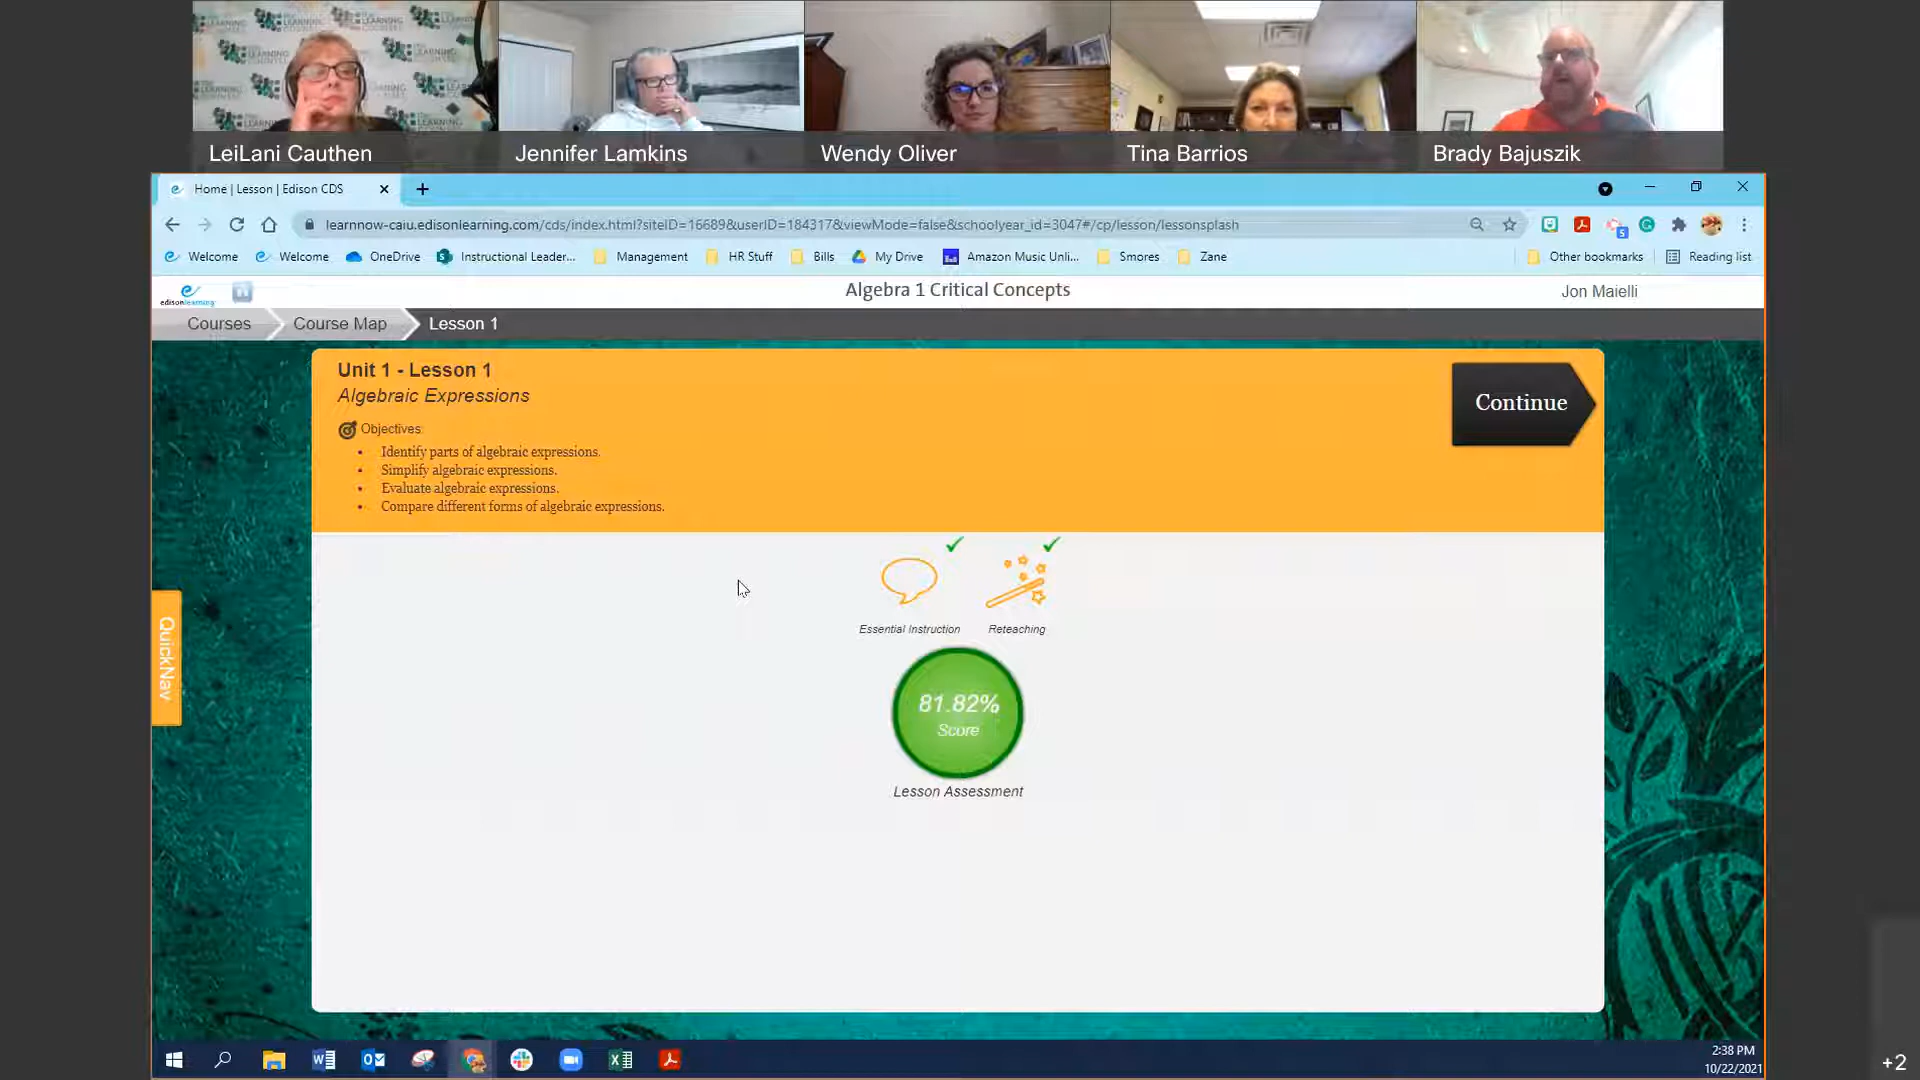 LEARNING
COUNSEL
LeiLani Cauthen
Jennifer Lamkins
Wendy Oliver
Tina Barrios
Brady Bajuszik
Home | Lesson | Edison CDS
learnnow-caiu.edisonlearning.com/cds/index.html?siteID=16689&userID=184317&viewMode=false&schoolyear_id=3047#/cp/lesson/lessonsplash
Welcome
Welcome
OneDrive
Instructional Leader...
Management
HR Stuff
Bills
My Drive
Amazon Music Unli...
Smores
Zane
Other bookmarks
Reading list
edisonlearning
Algebra 1 Critical Concepts
Jon Maielli
Courses
Course Map
Lesson 1
Unit 1 - Lesson 1
Algebraic Expressions
Objectives
• Identify parts of algebraic expressions.
• Simplify algebraic expressions.
• Evaluate algebraic expressions.
• Compare different forms of algebraic expressions.
Continue
QuickNav
Essential Instruction
Reteaching
81.82%
Score
Lesson Assessment
2:38 PM
10/22/2021
+2